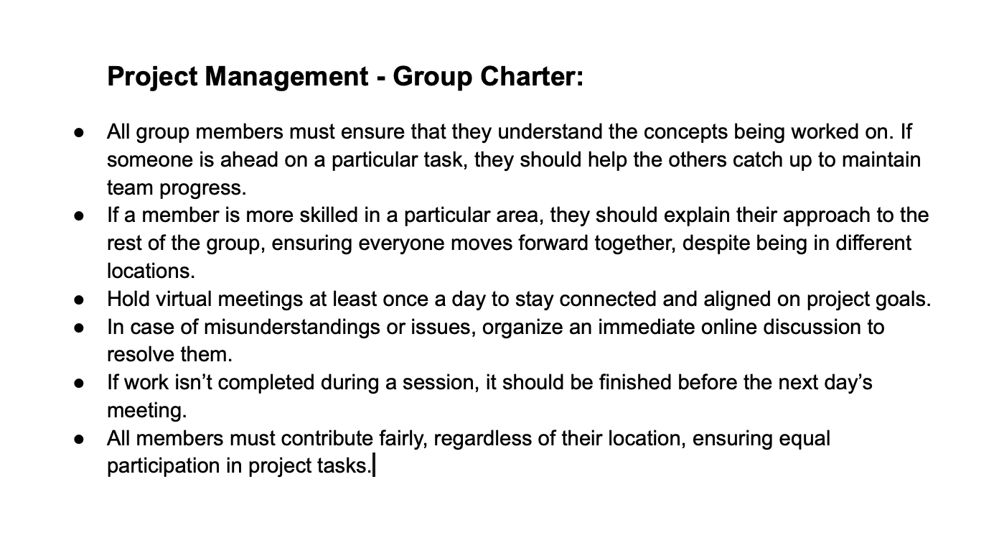 Project Management - Group Charter:
● All group members must ensure that they understand the concepts being worked on. If
someone is ahead on a particular task, they should help the others catch up to maintain
team progress.
● If a member is more skilled in a particular area, they should explain their approach to the
rest of the group, ensuring everyone moves forward together, despite being in different
locations.
● Hold virtual meetings at least once a day to stay connected and aligned on project goals.
● In case of misunderstandings or issues, organize an immediate online discussion to
resolve them.
● If work isn’t completed during a session, it should be finished before the next day’s
meeting.
● All members must contribute fairly, regardless of their location, ensuring equal
participation in project tasks.